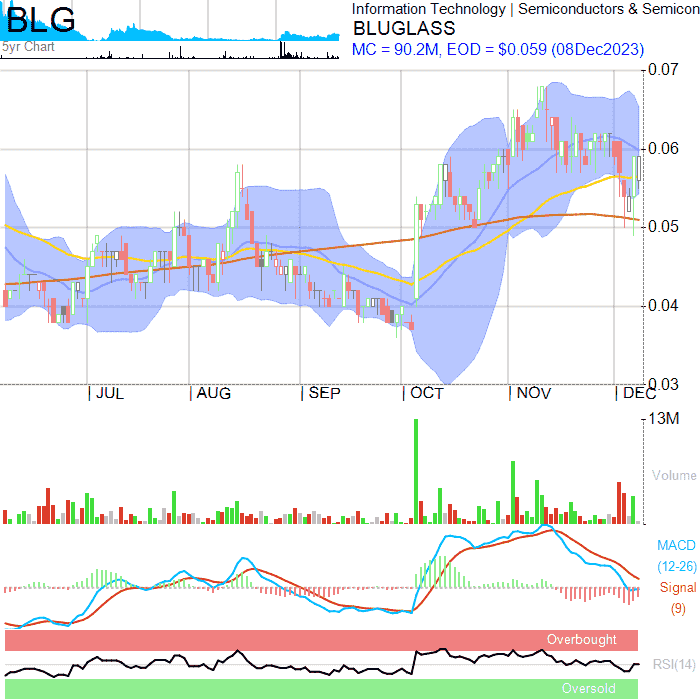 BLG
5yr Chart
Information Technology | Semiconductors & Semicon
BLUGLASS
MC = 90.2M, EOD = $0.059 (08Dec2023)
0.07
0.06
0.05
0.04
0.03
| JUL | AUG | SEP | OCT | NOV | DEC
13M
Volume
MACD
(12-26)
Signal
(9)
Overbought
RSI(14)
Oversold